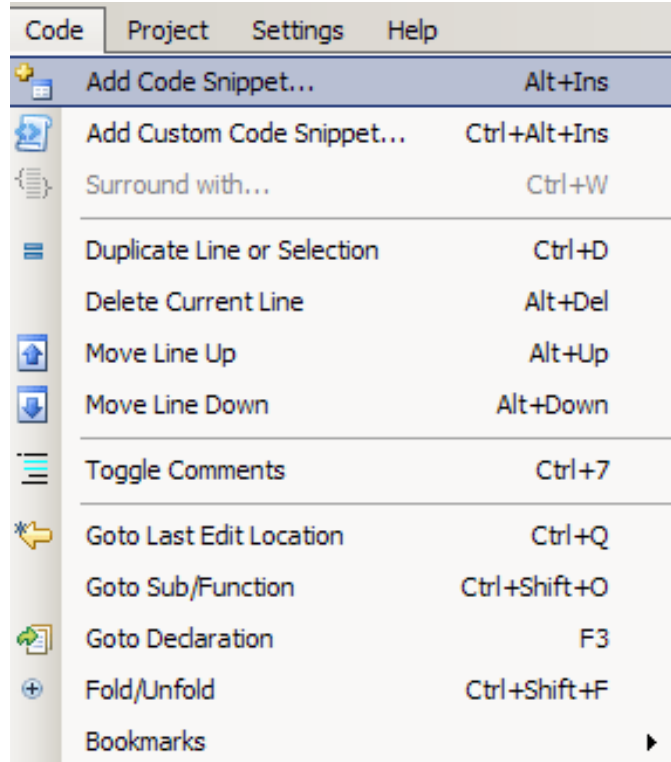 Code Project Settings Help
Add Code Snippet... Alt+Ins
Add Custom Code Snippet... Ctrl+Alt+Ins
Surround with... Ctrl+W
Duplicate Line or Selection Ctrl+D
Delete Current Line Alt+Del
Move Line Up Alt+Up
Move Line Down Alt+Down
Toggle Comments Ctrl+7
Goto Last Edit Location Ctrl+Q
Goto Sub/Function Ctrl+Shift+O
Goto Declaration F3
Fold/Unfold Ctrl+Shift+F
Bookmarks